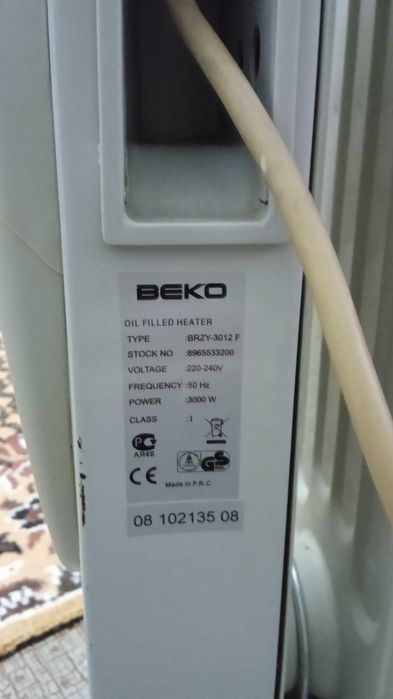 BEKO
OIL FILLED HEATER
TYPE :BRZY-3012 F
STOCK NO :8965533200
VOLTAGE :220-240V
FREQUENCY :50 Hz
POWER :3000 W
CLASS : I
АЯ46
CE
GS
Made in P.R.C
08 102135 08